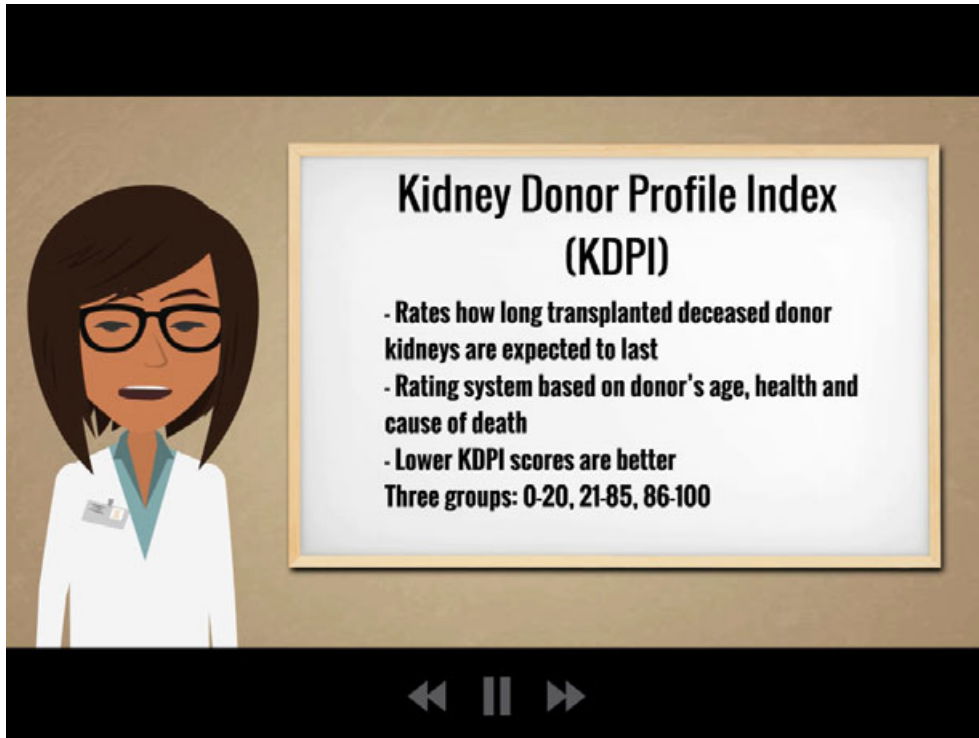 Kidney Donor Profile Index
(KDPI)
- Rates how long transplanted deceased donor
kidneys are expected to last
- Rating system based on donor's age, health and
cause of death
- Lower KDPI scores are better
Three groups: 0-20, 21-85, 86-100